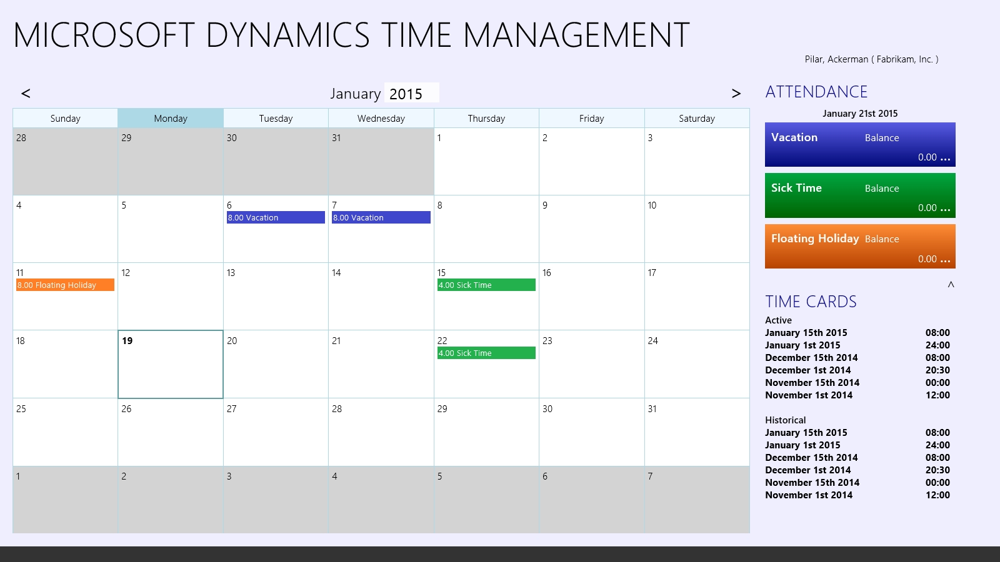 MICROSOFT DYNAMICS TIME MANAGEMENT
Pilar, Ackerman ( Fabrikam, Inc. )
< January 2015 >
Sunday Monday Tuesday Wednesday Thursday Friday Saturday
28 29 30 31 1 2 3
4 5 6 7 8 9 10
8.00 Vacation 8.00 Vacation
11 12 13 14 15 16 17
8.00 Floating Holiday 4.00 Sick Time
18 19 20 21 22 23 24
4.00 Sick Time
25 26 27 28 29 30 31
1 2 3 4 5 6 7
ATTENDANCE
January 21st 2015
Vacation Balance
0.00 ...
Sick Time Balance
0.00 ...
Floating Holiday Balance
0.00 ...
^
TIME CARDS
Active
January 15th 2015 08:00
January 1st 2015 24:00
December 15th 2014 08:00
December 1st 2014 20:30
November 15th 2014 00:00
November 1st 2014 12:00
Historical
January 15th 2015 08:00
January 1st 2015 24:00
December 15th 2014 08:00
December 1st 2014 20:30
November 15th 2014 00:00
November 1st 2014 12:00